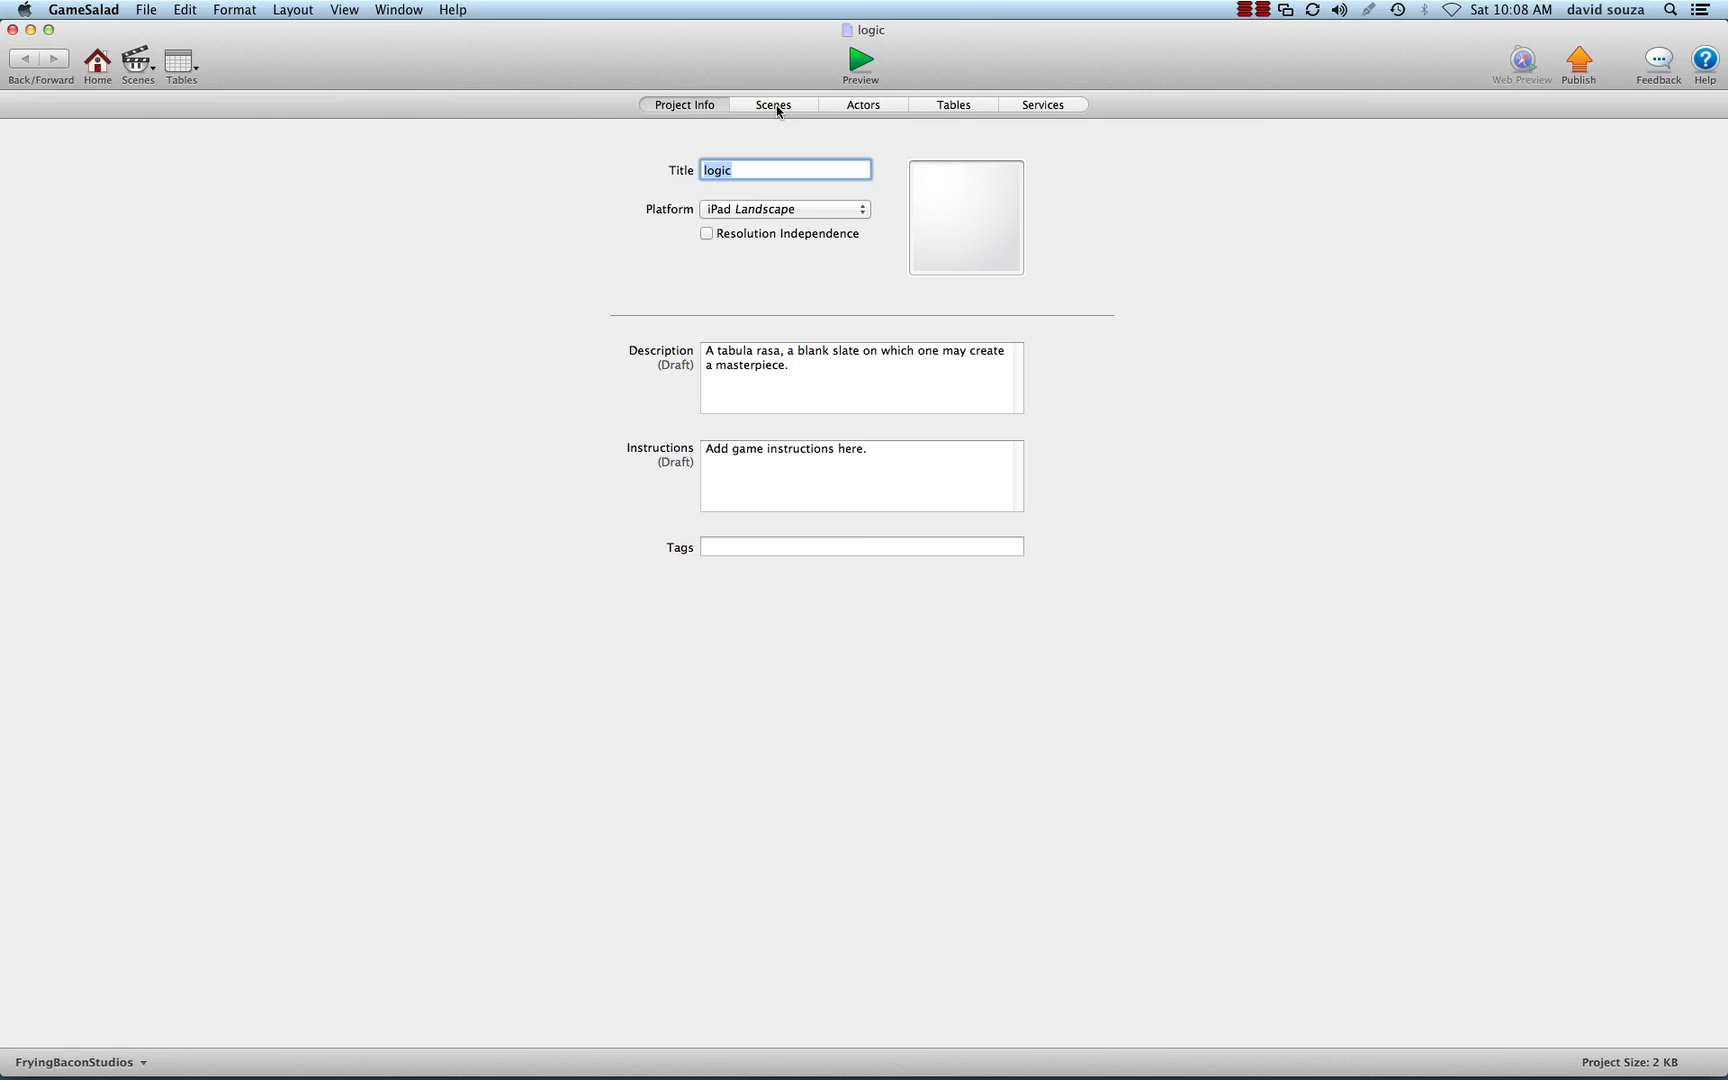 GameSalad File Edit Format Layout View Window Help Sat 10:08 AM david souza
logic
Back/Forward Home Scenes Tables Preview Web Preview Publish Feedback Help
Project Info Scenes Actors Tables Services
Title logic
Platform iPad Landscape
Resolution Independence
Description
(Draft)
A tabula rasa, a blank slate on which one may create
a masterpiece.
Instructions
(Draft)
Add game instructions here.
Tags
FryingBaconStudios Project Size: 2 KB